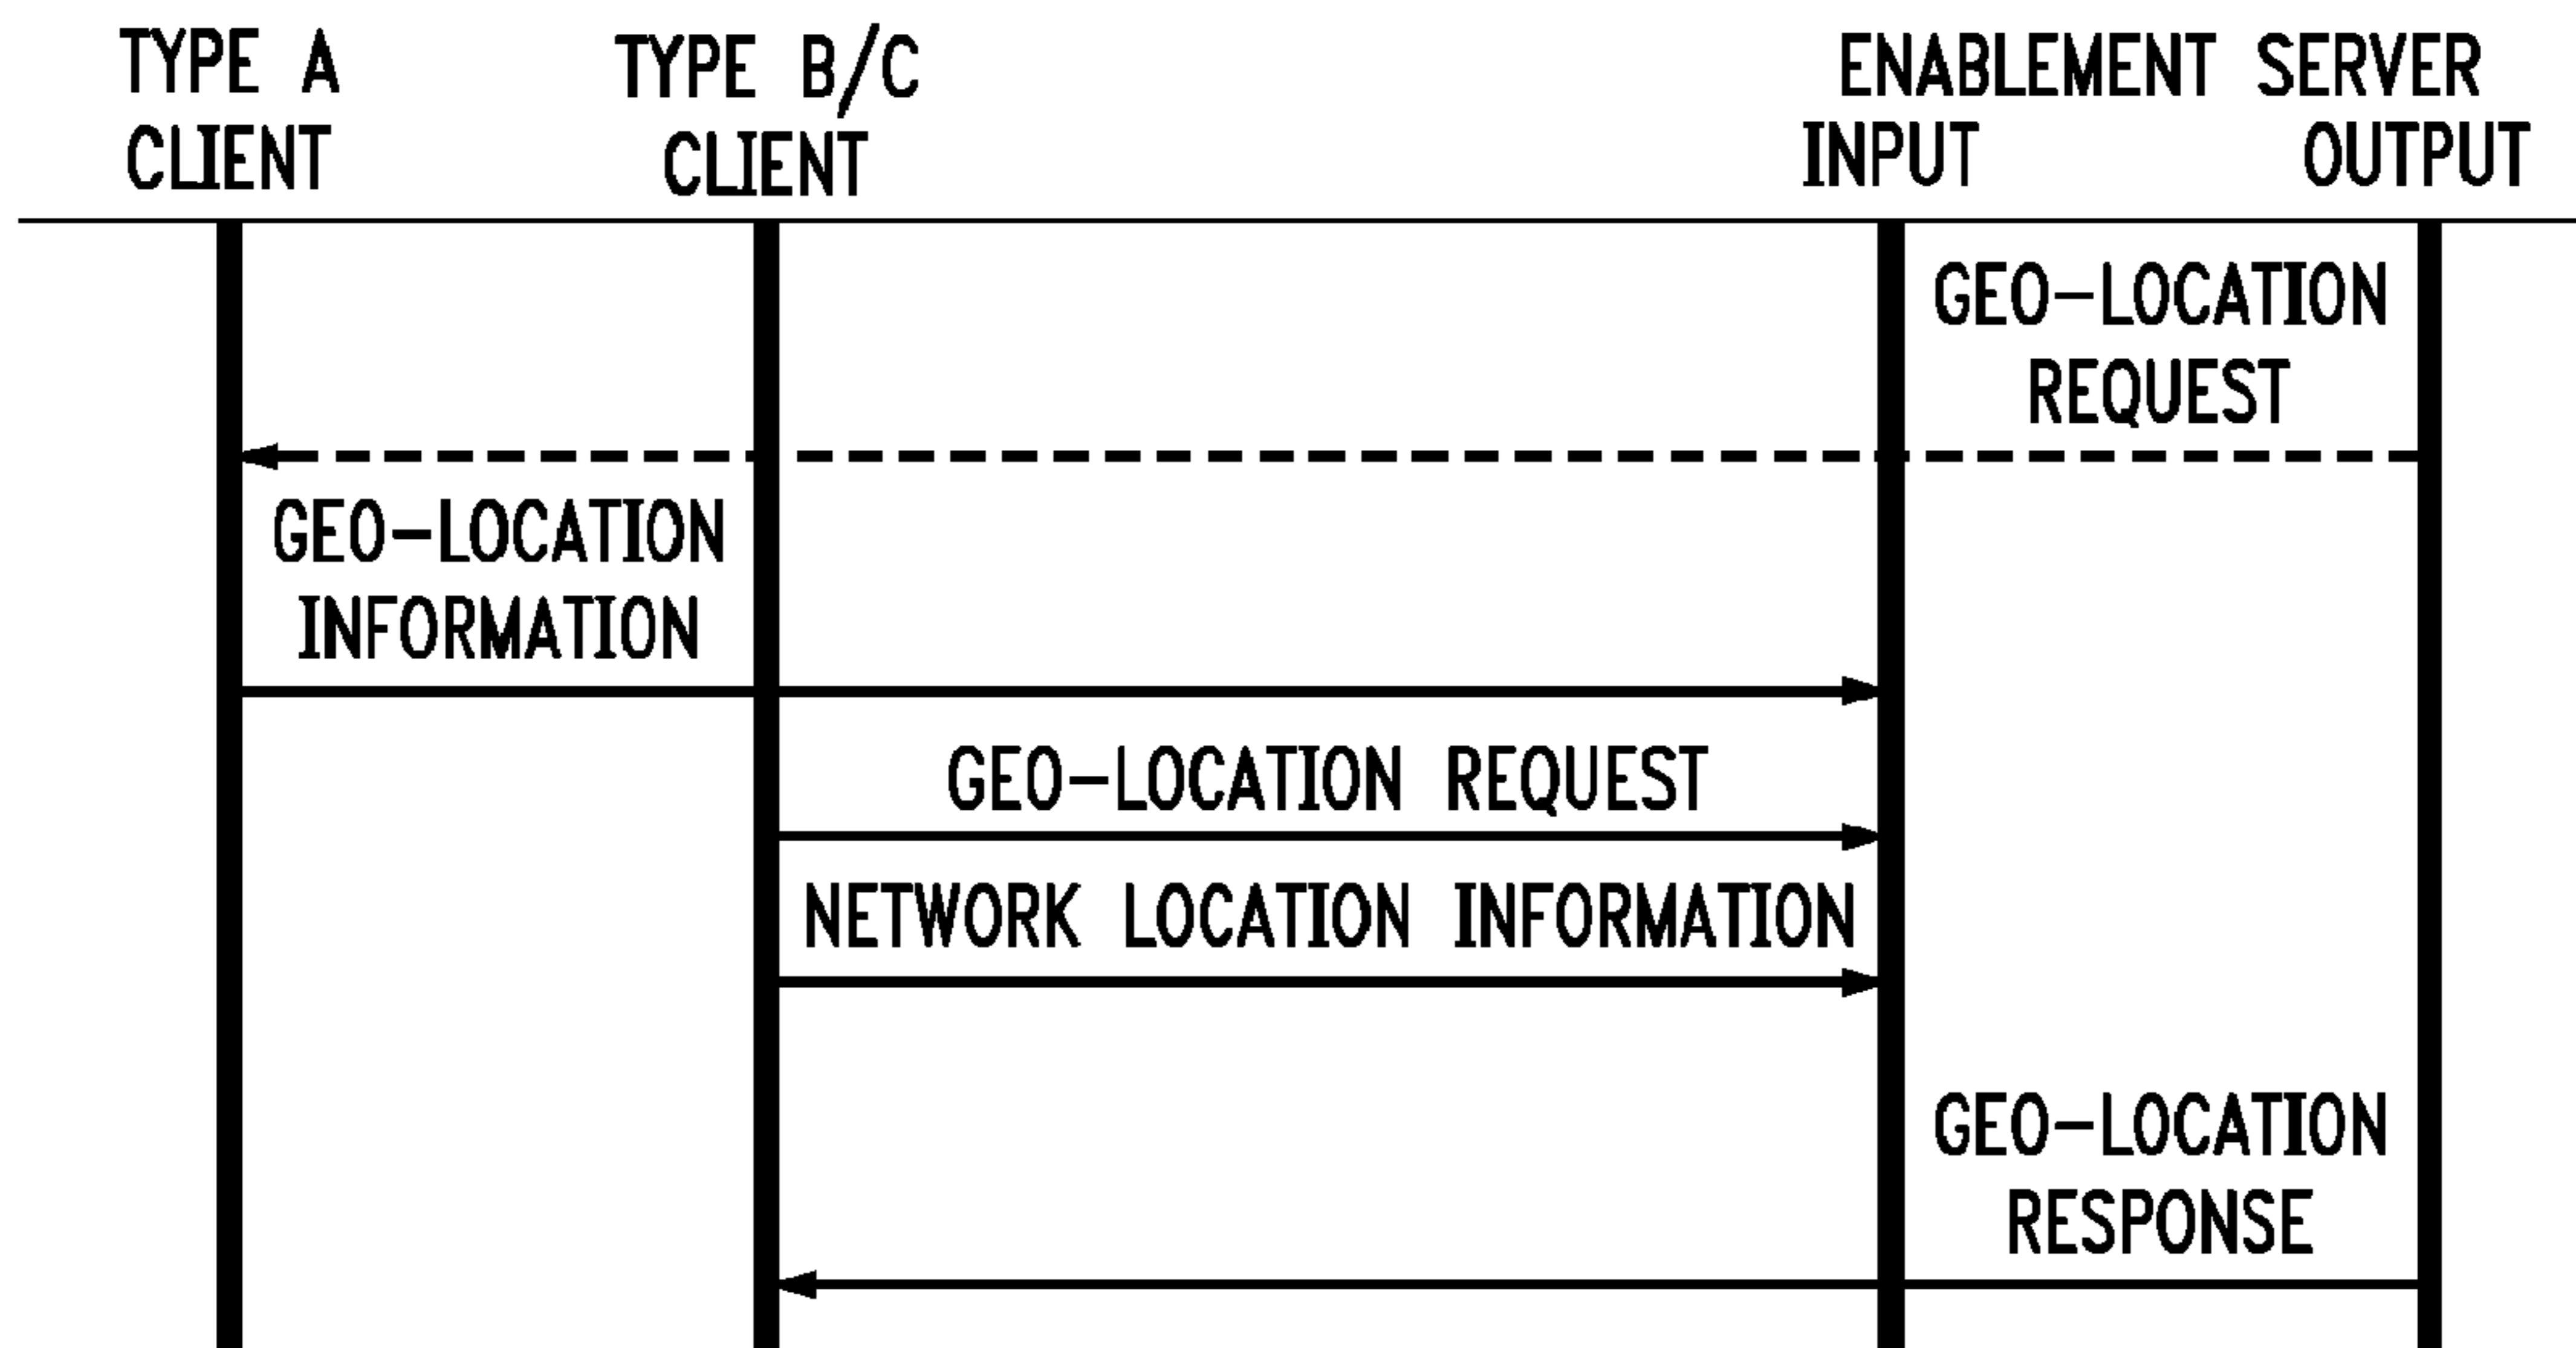 TYPE A
CLIENT
TYPE B/C
CLIENT
ENABLEMENT SERVER
INPUT
OUTPUT
GEO-LOCATION
REQUEST
GEO-LOCATION
INFORMATION
GEO-LOCATION REQUEST
NETWORK LOCATION INFORMATION
GEO-LOCATION
RESPONSE